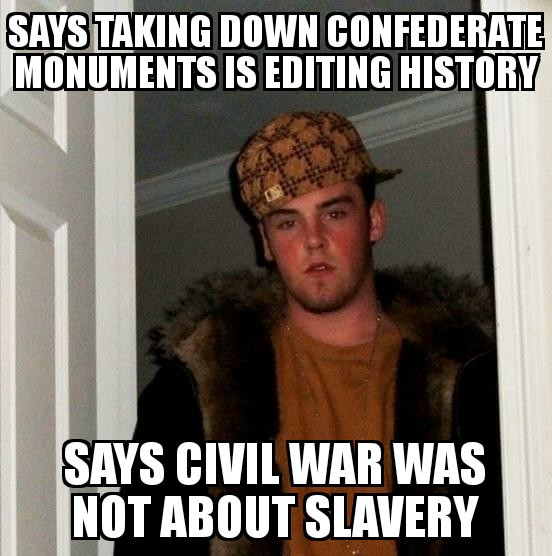 SAYS TAKING DOWN CONFEDERATE
MONUMENTS IS EDITING HISTORY
SAYS CIVIL WAR WAS
NOT ABOUT SLAVERY